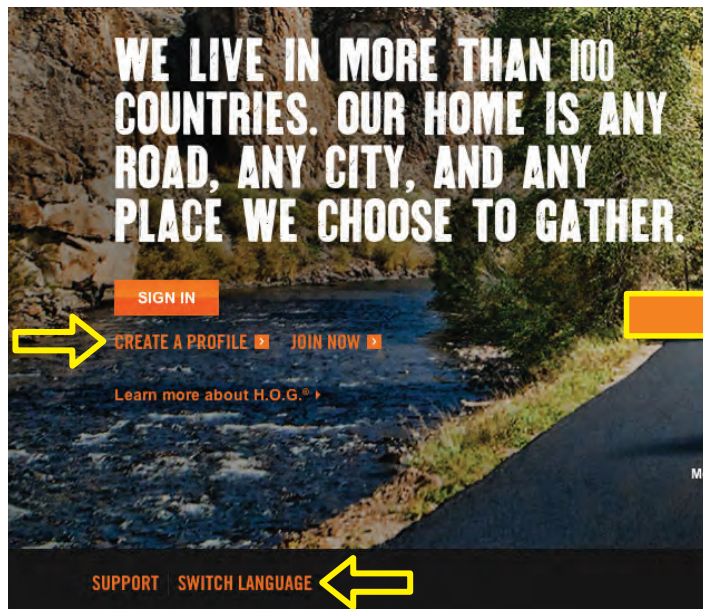 WE LIVE IN MORE THAN 100
COUNTRIES. OUR HOME IS ANY
ROAD, ANY CITY, AND ANY
PLACE WE CHOOSE TO GATHER.
SIGN IN
CREATE A PROFILE JOIN NOW
Learn more about H.O.G.®
SUPPORT SWITCH LANGUAGE